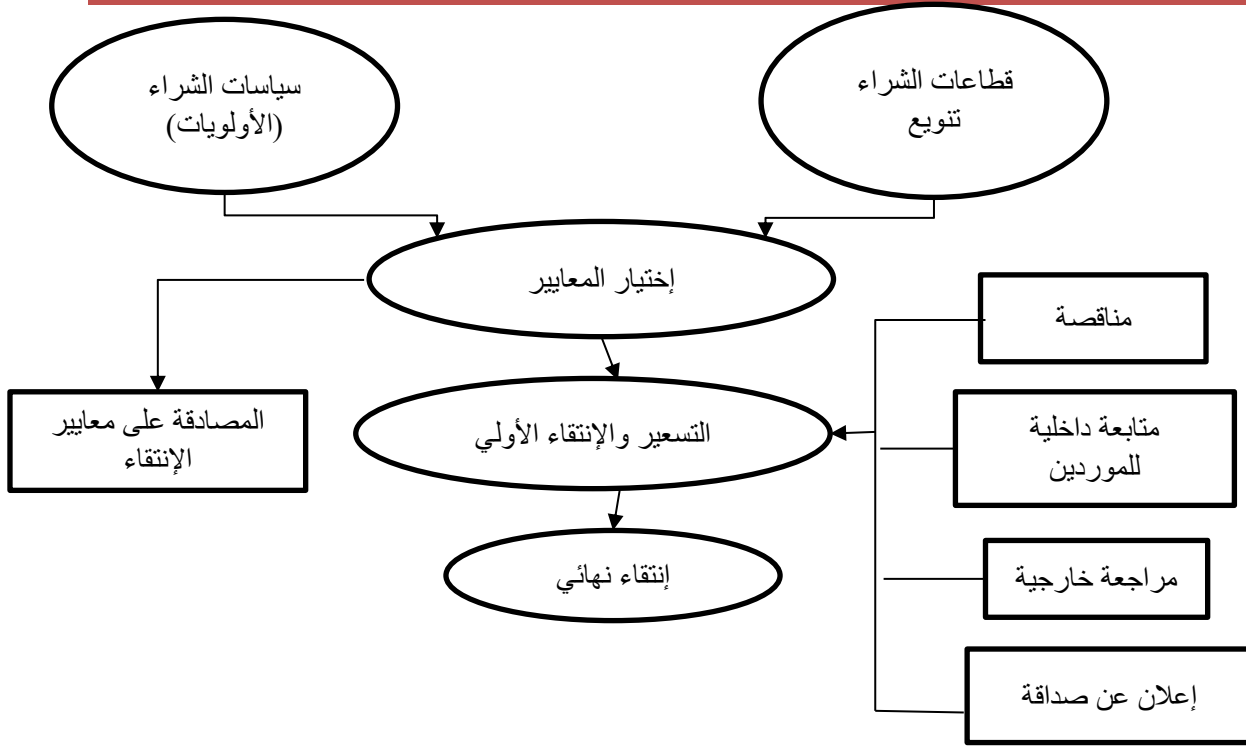 قطاعات الشراء
تنويع
سياسات الشراء
(الأولويات)
إختيار المعايير
مناقصة
المصادقة على معايير
الإنتقاء
التسعير والإنتقاء الأولي
متابعة داخلية
للموردين
إنتقاء نهائي
مراجعة خارجية
إعلان عن صداقة